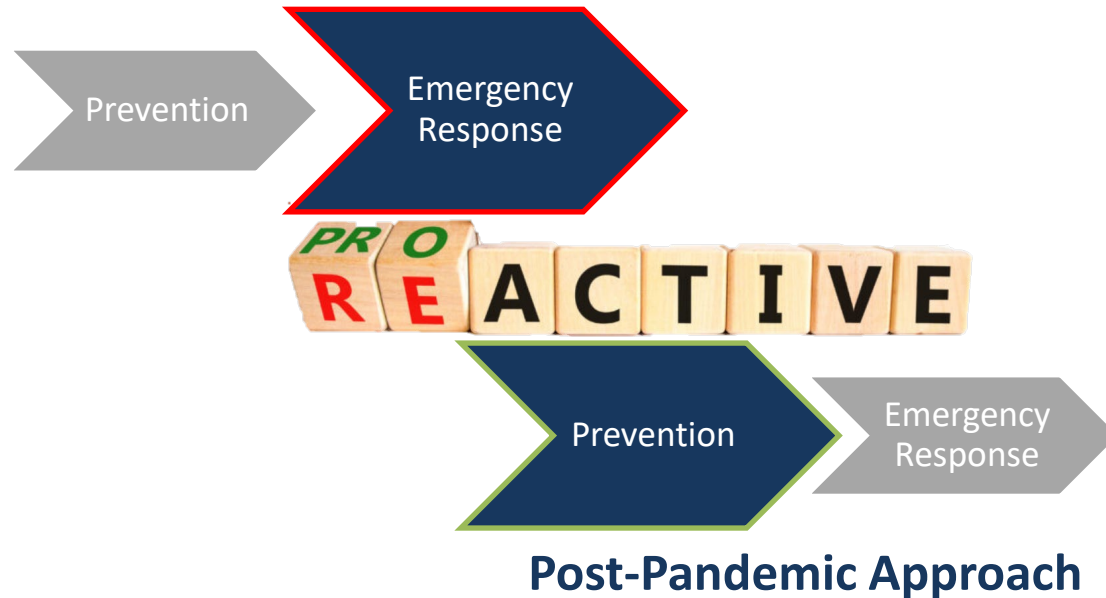 Prevention
Emergency
Response
PRO
REACTIVE
Prevention
Emergency
Response
Post-Pandemic Approach